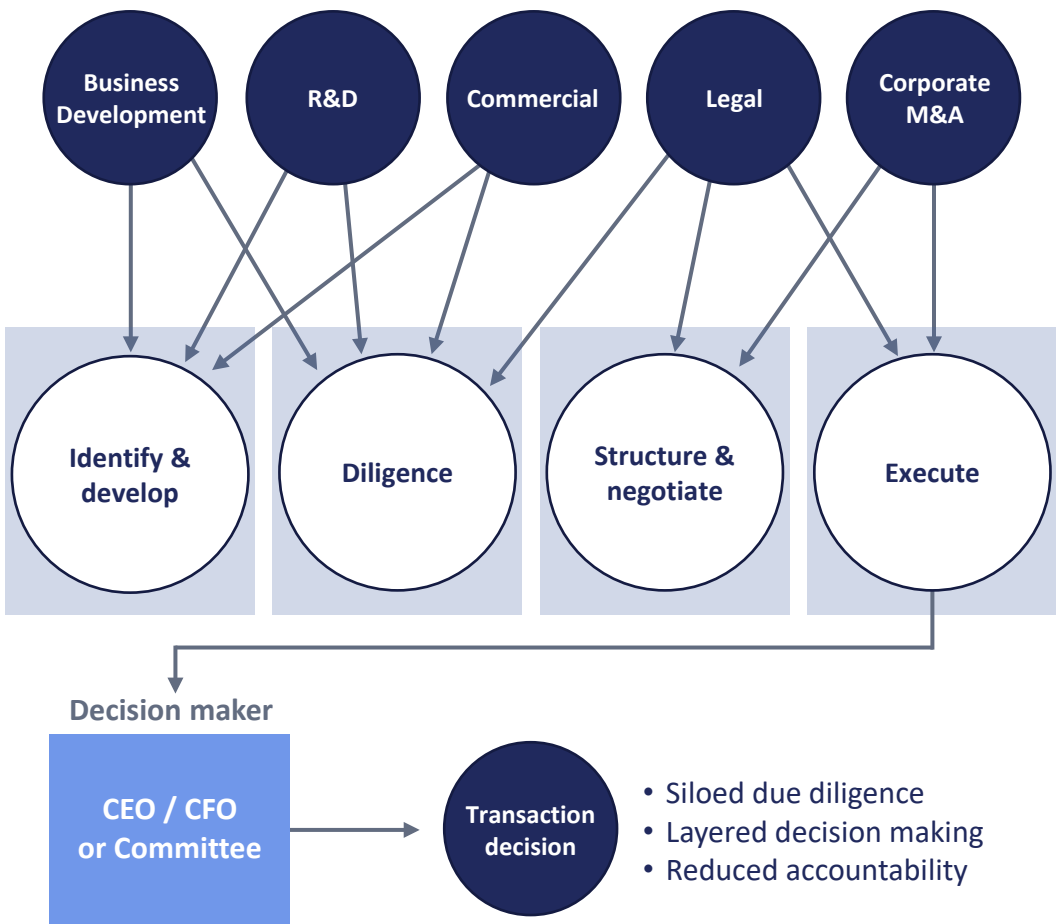 Business
Development
R&D
Commercial
Legal
Corporate
M&A
Identify &
develop
Diligence
Structure &
negotiate
Execute
Decision maker
CEO / CFO
or Committee
Transaction
decision
• Siloed due diligence
• Layered decision making
• Reduced accountability